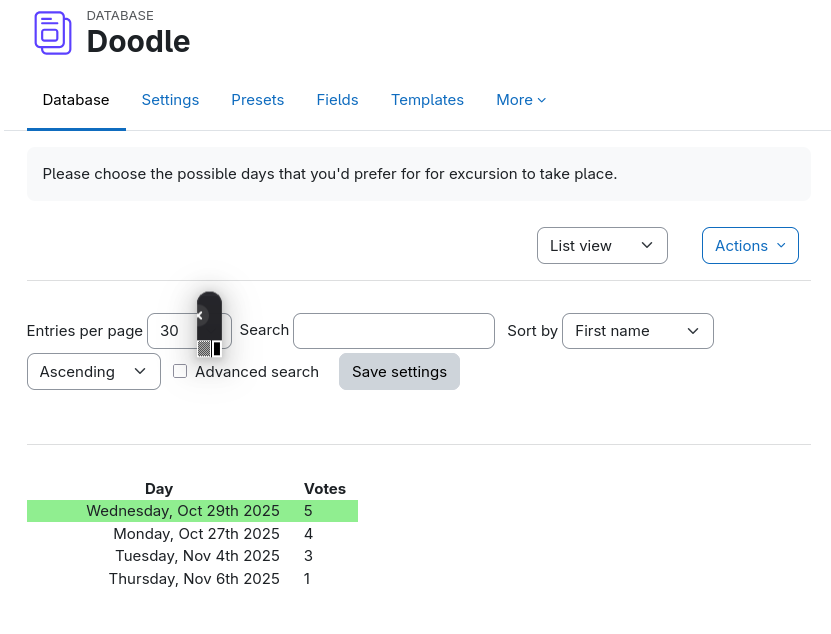 DATABASE
Doodle
Database Settings Presets Fields Templates More
Please choose the possible days that you'd prefer for for excursion to take place.
List view Actions
Entries per page 30 Search Sort by First name
Ascending Advanced search Save settings
Day Votes
Wednesday, Oct 29th 2025 5
Monday, Oct 27th 2025 4
Tuesday, Nov 4th 2025 3
Thursday, Nov 6th 2025 1